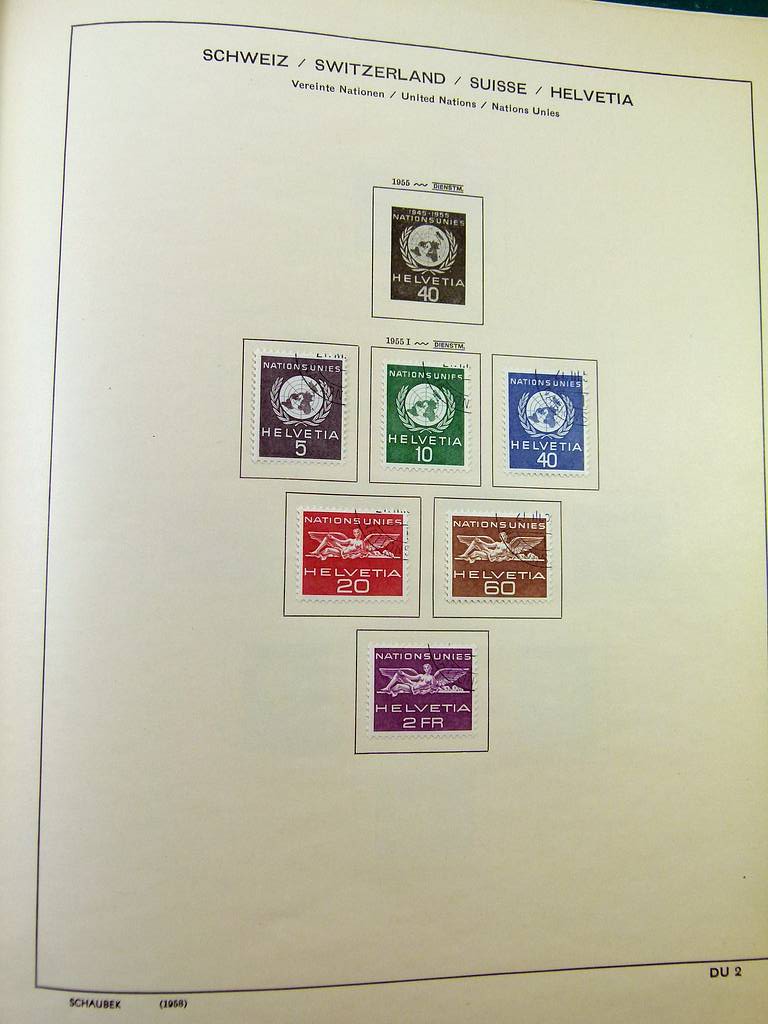 SCHWEIZ / SWITZERLAND / SUISSE / HELVETIA
Vereinte Nationen / United Nations / Nations Unies
1955 ~~ DIENSTM.
1945-1955
NATIONS UNIES
HELVETIA
40
1955 I ~~ DIENSTM.
NATIONS UNIES
HELVETIA
5
NATIONS UNIES
HELVETIA
10
NATIONS UNIES
HELVETIA
40
NATIONS UNIES
HELVETIA
20
NATIONS UNIES
HELVETIA
60
NATIONS UNIES
HELVETIA
2 FR
DU 2
SCHAUBEK (1958)